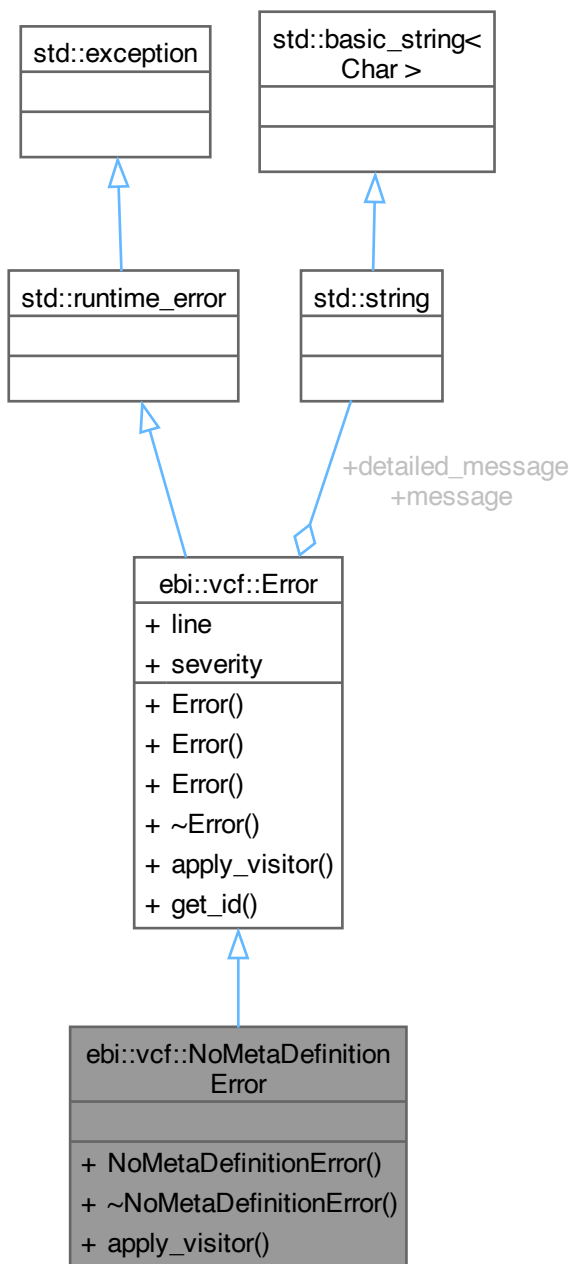 std::exception
std::basic_string<
Char >
std::runtime_error
std::string
+detailed_message
+message
ebi::vcf::Error
+ line
+ severity
+ Error()
+ Error()
+ Error()
+ ~Error()
+ apply_visitor()
+ get_id()
ebi::vcf::NoMetaDefinition
Error
+ NoMetaDefinitionError()
+ ~NoMetaDefinitionError()
+ apply_visitor()